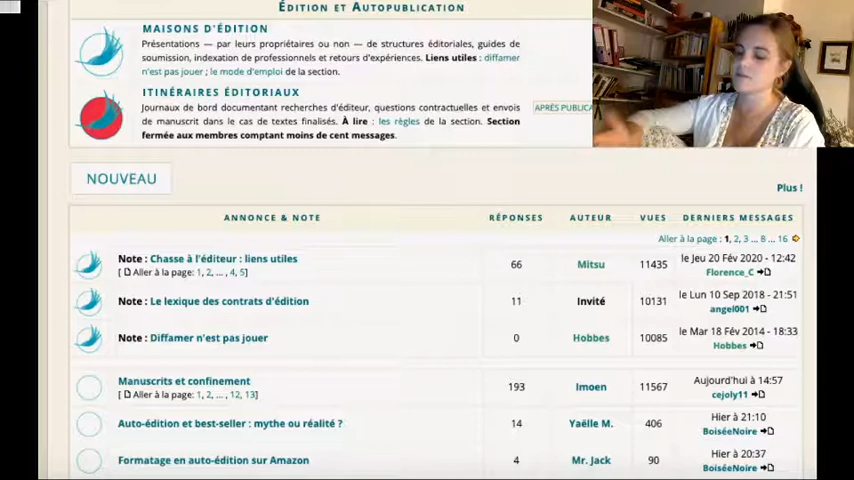 ÉDITION ET AUTOPUBLICATION
MAISONS D'ÉDITION
Présentations — par leurs propriétaires ou non — de structures éditoriales, guides de
soumission, indexation de professionnels et retours d'expériences. Liens utiles : diffamer
n'est pas jouer ; le mode d'emploi de la section.
ITINÉRAIRES ÉDITORIAUX
Journaux de bord documentant recherches d'éditeur, questions contractuelles et envois
de manuscrit dans le cas de textes finalisés. À lire : les règles de la section. Section
fermée aux membres comptant moins de cent messages.
APRÈS PUBLICA
NOUVEAU
Plus !
ANNONCE & NOTE RÉPONSES AUTEUR VUES DERNIERS MESSAGES
Aller à la page : 1, 2, 3 ... 8 ... 16
Note : Chasse à l'éditeur : liens utiles 66 Mitsu 11435 le Jeu 20 Fév 2020 - 12:42
[ Aller à la page: 1, 2, ... , 4, 5] Florence_C
Note : Le lexique des contrats d'édition 11 Invité 10131 le Lun 10 Sep 2018 - 21:51
angel001
Note : Diffamer n'est pas jouer 0 Hobbes 10085 le Mar 18 Fév 2014 - 18:33
Hobbes
Manuscrits et confinement 193 Imoen 11567 Aujourd'hui à 14:57
[ Aller à la page: 1, 2, ... , 12, 13] cejoly11
Auto-édition et best-seller : mythe ou réalité ? 14 Yaëlle M. 406 Hier à 21:10
BoiséeNoire
Formatage en auto-édition sur Amazon 4 Mr. Jack 90 Hier à 20:37
BoiséeNoire